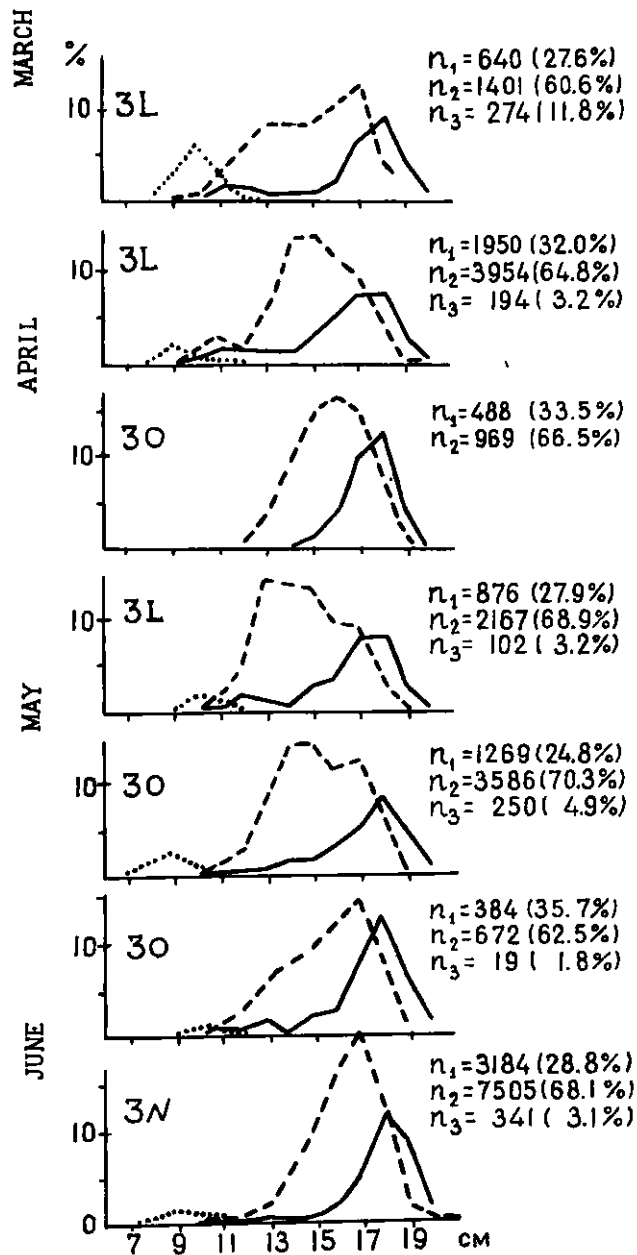 MARCH
%
10
3L
n₁=640 (27.6%)
n₂=1401 (60.6%)
n₃= 274 (11.8%)
APRIL
10
3L
n₁=1950 (32.0%)
n₂=3954 (64.8%)
n₃= 194 ( 3.2%)
10
3O
n₁=488 (33.5%)
n₂=969 (66.5%)
MAY
10
3L
n₁=876 (27.9%)
n₂=2167 (68.9%)
n₃= 102 ( 3.2%)
10
3O
n₁=1269 (24.8%)
n₂=3586 (70.3%)
n₃= 250 ( 4.9%)
JUNE
10
3O
n₁=384 (35.7%)
n₂=672 (62.5%)
n₃= 19 ( 1.8%)
10
3N
n₁=3184 (28.8%)
n₂=7505 (68.1%)
n₃= 341 ( 3.1%)
0
7 9 11 13 15 17 19 CM